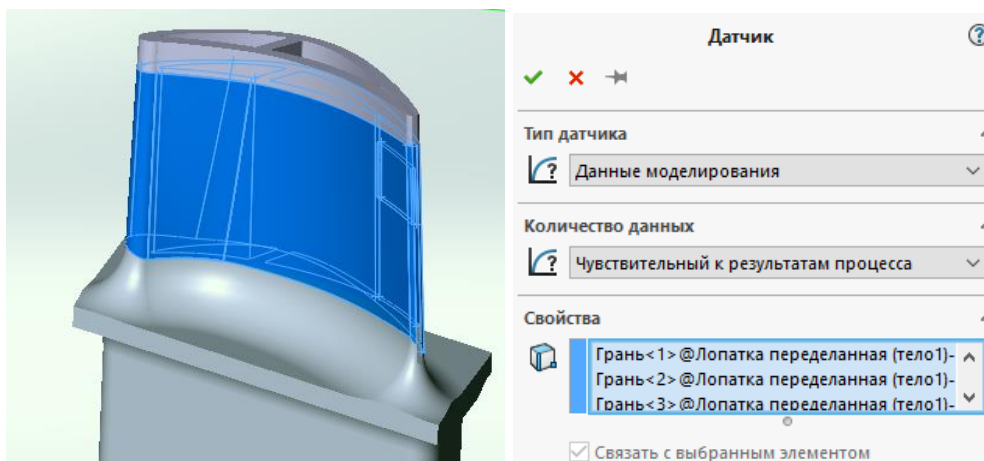 Датчик
Тип датчика
Данные моделирования
Количество данных
Чувствительный к результатам процесса
Свойства
Грань<1>@Лопатка переделанная (тело1)-
Грань<2>@Лопатка переделанная (тело1)-
Грань<3>@Лопатка переделанная (тело1)-
Связать с выбранным элементом